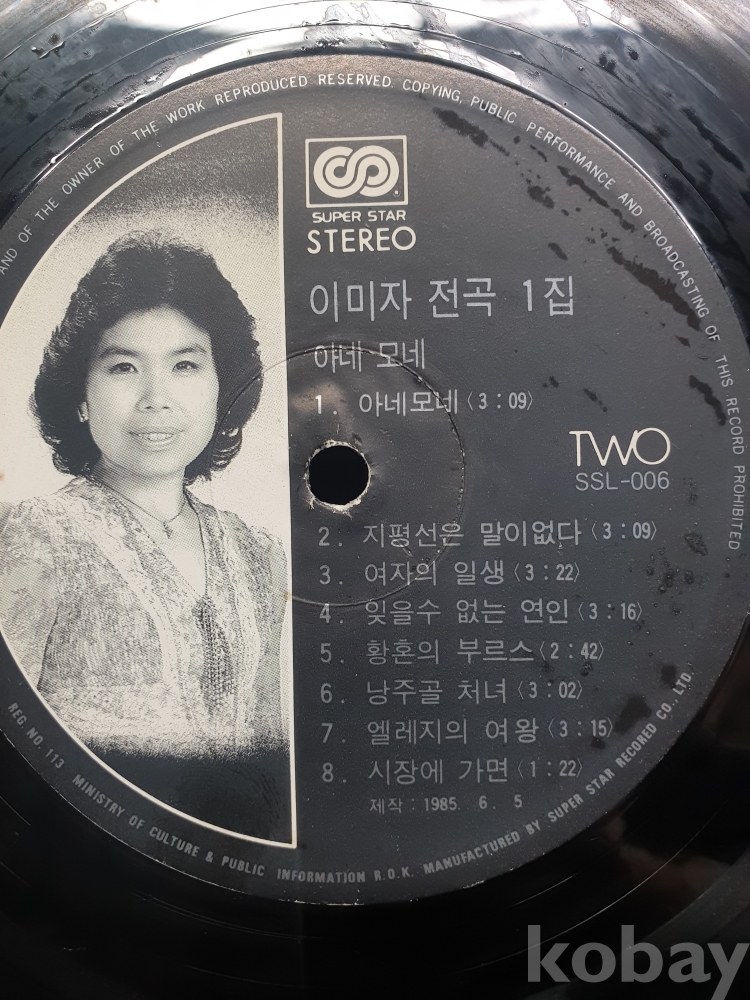 AND OF THE OWNER OF THE WORK REPRODUCED RESERVED. COPYING, PUBLIC PERFORMANCE AND BROADCASTING OF THIS RECORD PROHIBITED
SUPER STAR
STEREO
이미자 전곡 1집
아네 모네
1. 아네모네 〈3:09〉
TWO
SSL-006
2. 지평선은 말이없다 〈3:09〉
3. 여자의 일생 〈3:22〉
4. 잊을수 없는 연인 〈3:16〉
5. 황혼의 부르스 〈2:42〉
6. 낭주골 처녀 〈3:02〉
7. 엘레지의 여왕 〈3:15〉
8. 시장에 가면 〈1:22〉
제작 : 1985. 6. 5
REG NO. 113 MINISTRY OF CULTURE & PUBLIC INFORMATION R.O.K. MANUFACTURED BY SUPER STAR RECORED CO., LTD.
kobay